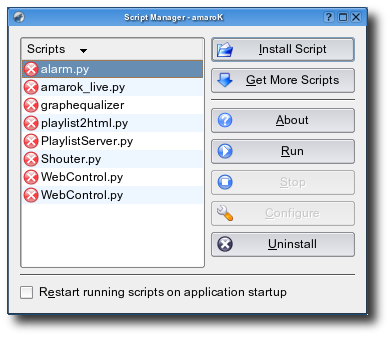 Script Manager - amaroK
Scripts
alarm.py
amarok_live.py
graphequalizer
playlist2html.py
PlaylistServer.py
Shouter.py
WebControl.py
WebControl.py
Install Script
Get More Scripts
About
Run
Stop
Configure
Uninstall
Restart running scripts on application startup